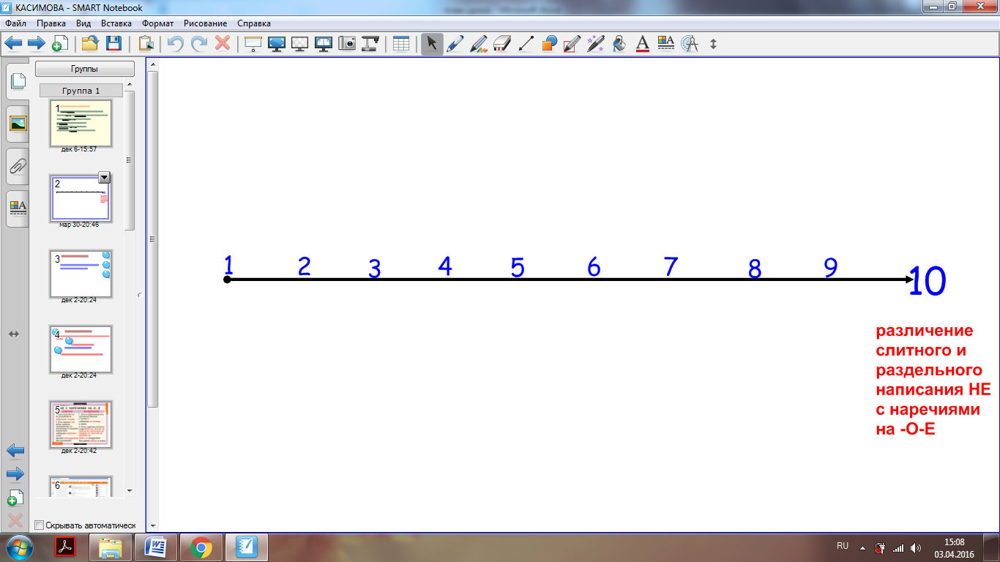 КАСИМОВА - SMART Notebook
Файл Правка Вид Вставка Формат Рисование Справка
Группы
Группа 1
1
дек 6-15:57
2
мар 30-20:46
3
дек 2-20:24
4
дек 2-20:24
5
дек 2-20:42
6
Скрывать автоматическ
1 2 3 4 5 6 7 8 9 10
различение
слитного и
раздельного
написания НЕ
с наречиями
на -О-Е
RU
15:08
03.04.2016